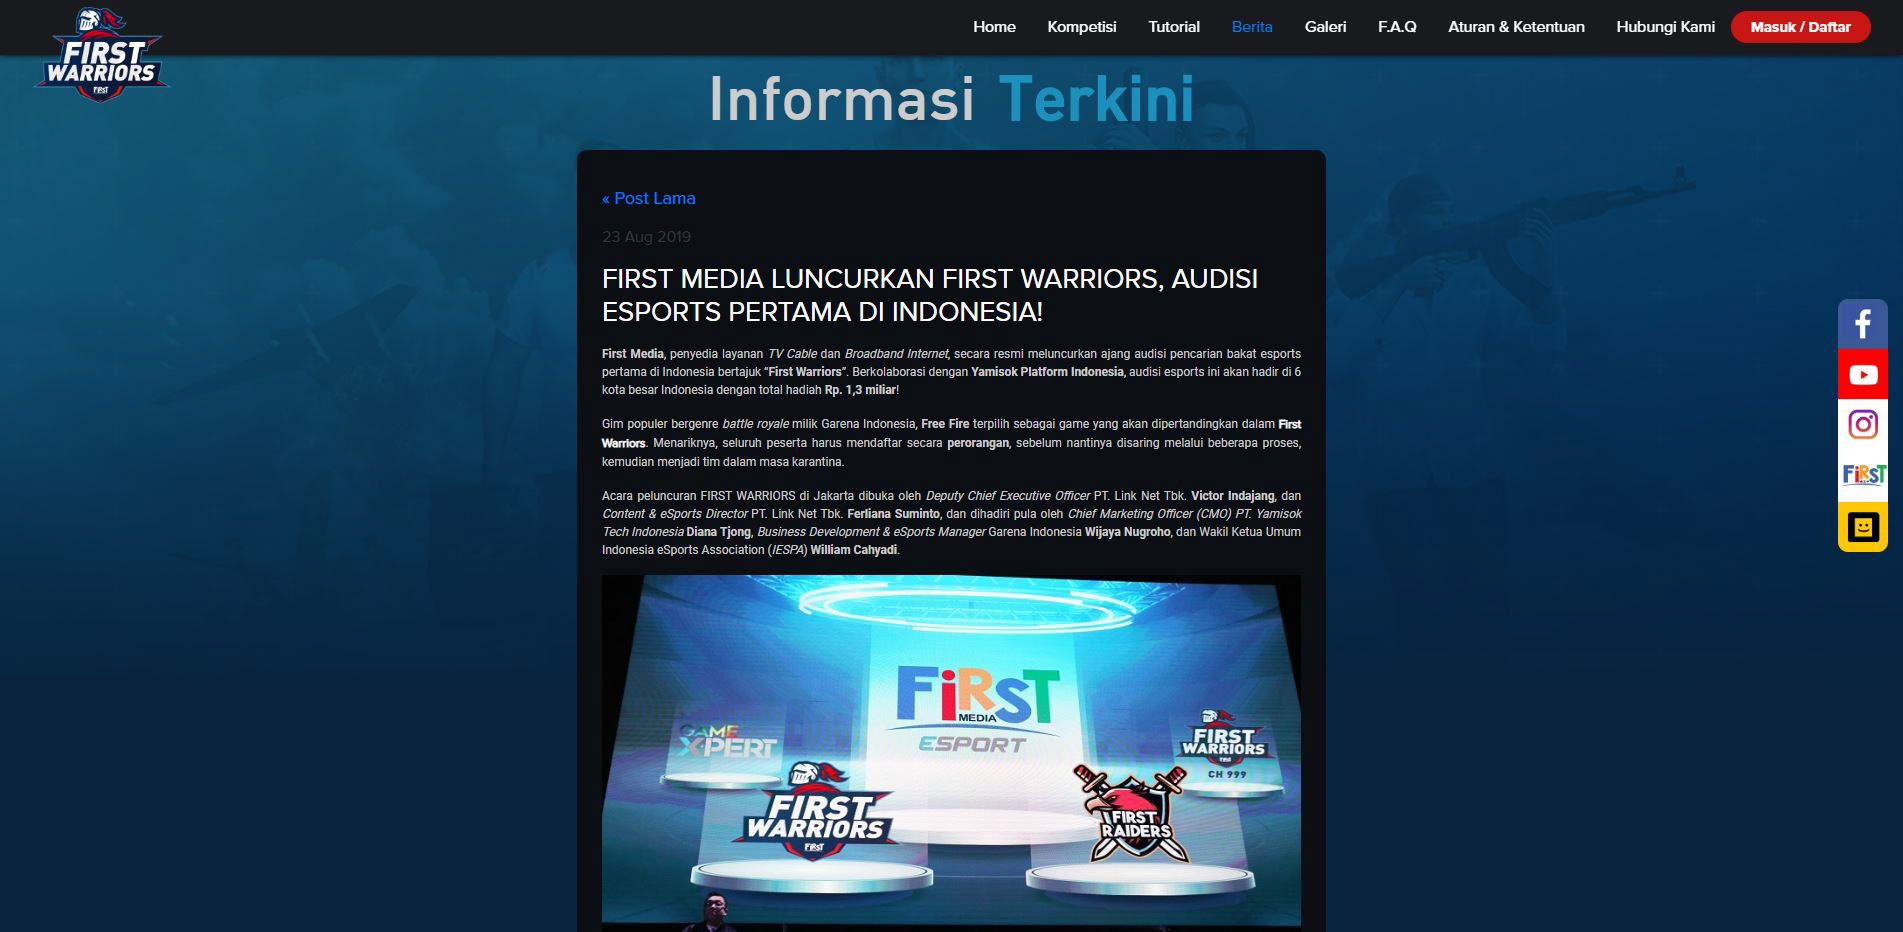 FIRST
WARRIORS
FIRST
Home Kompetisi Tutorial Berita Galeri F.A.Q Aturan & Ketentuan Hubungi Kami Masuk / Daftar
Informasi Terkini
« Post Lama
23 Aug 2019
FIRST MEDIA LUNCURKAN FIRST WARRIORS, AUDISI
ESPORTS PERTAMA DI INDONESIA!
First Media, penyedia layanan TV Cable dan Broadband Internet, secara resmi meluncurkan ajang audisi pencarian bakat esports
pertama di Indonesia bertajuk “First Warriors”. Berkolaborasi dengan Yamisok Platform Indonesia, audisi esports ini akan hadir di 6
kota besar Indonesia dengan total hadiah Rp. 1,3 miliar!
Gim populer bergenre battle royale milik Garena Indonesia, Free Fire terpilih sebagai game yang akan dipertandingkan dalam First
Warriors. Menariknya, seluruh peserta harus mendaftar secara perorangan, sebelum nantinya disaring melalui beberapa proses,
kemudian menjadi tim dalam masa karantina.
Acara peluncuran FIRST WARRIORS di Jakarta dibuka oleh Deputy Chief Executive Officer PT. Link Net Tbk. Victor Indajang, dan
Content & eSports Director PT. Link Net Tbk. Ferliana Suminto, dan dihadiri pula oleh Chief Marketing Officer (CMO) PT. Yamisok
Tech Indonesia Diana Tjong, Business Development & eSports Manager Garena Indonesia Wijaya Nugroho, dan Wakil Ketua Umum
Indonesia eSports Association (IESPA) William Cahyadi.
FiRST
MEDIA
ESPORT
GAME
XPERT
FIRST
WARRIORS
FIRST
CH 999
FIRST
WARRIORS
FIRST
FIRST
RAIDERS
FiRST